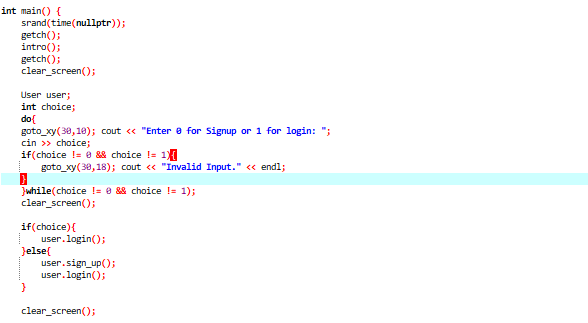 int main() {
srand(time(nullptr));
getch();
intro();
getch();
clear_screen();
User user;
int choice;
do{
goto_xy(30,10); cout << "Enter 0 for Signup or 1 for login: ";
cin >> choice;
if(choice != 0 && choice != 1){
goto_xy(30,18); cout << "Invalid Input." << endl;
}
}while(choice != 0 && choice != 1);
clear_screen();
if(choice){
user.login();
}else{
user.sign_up();
user.login();
}
clear_screen();